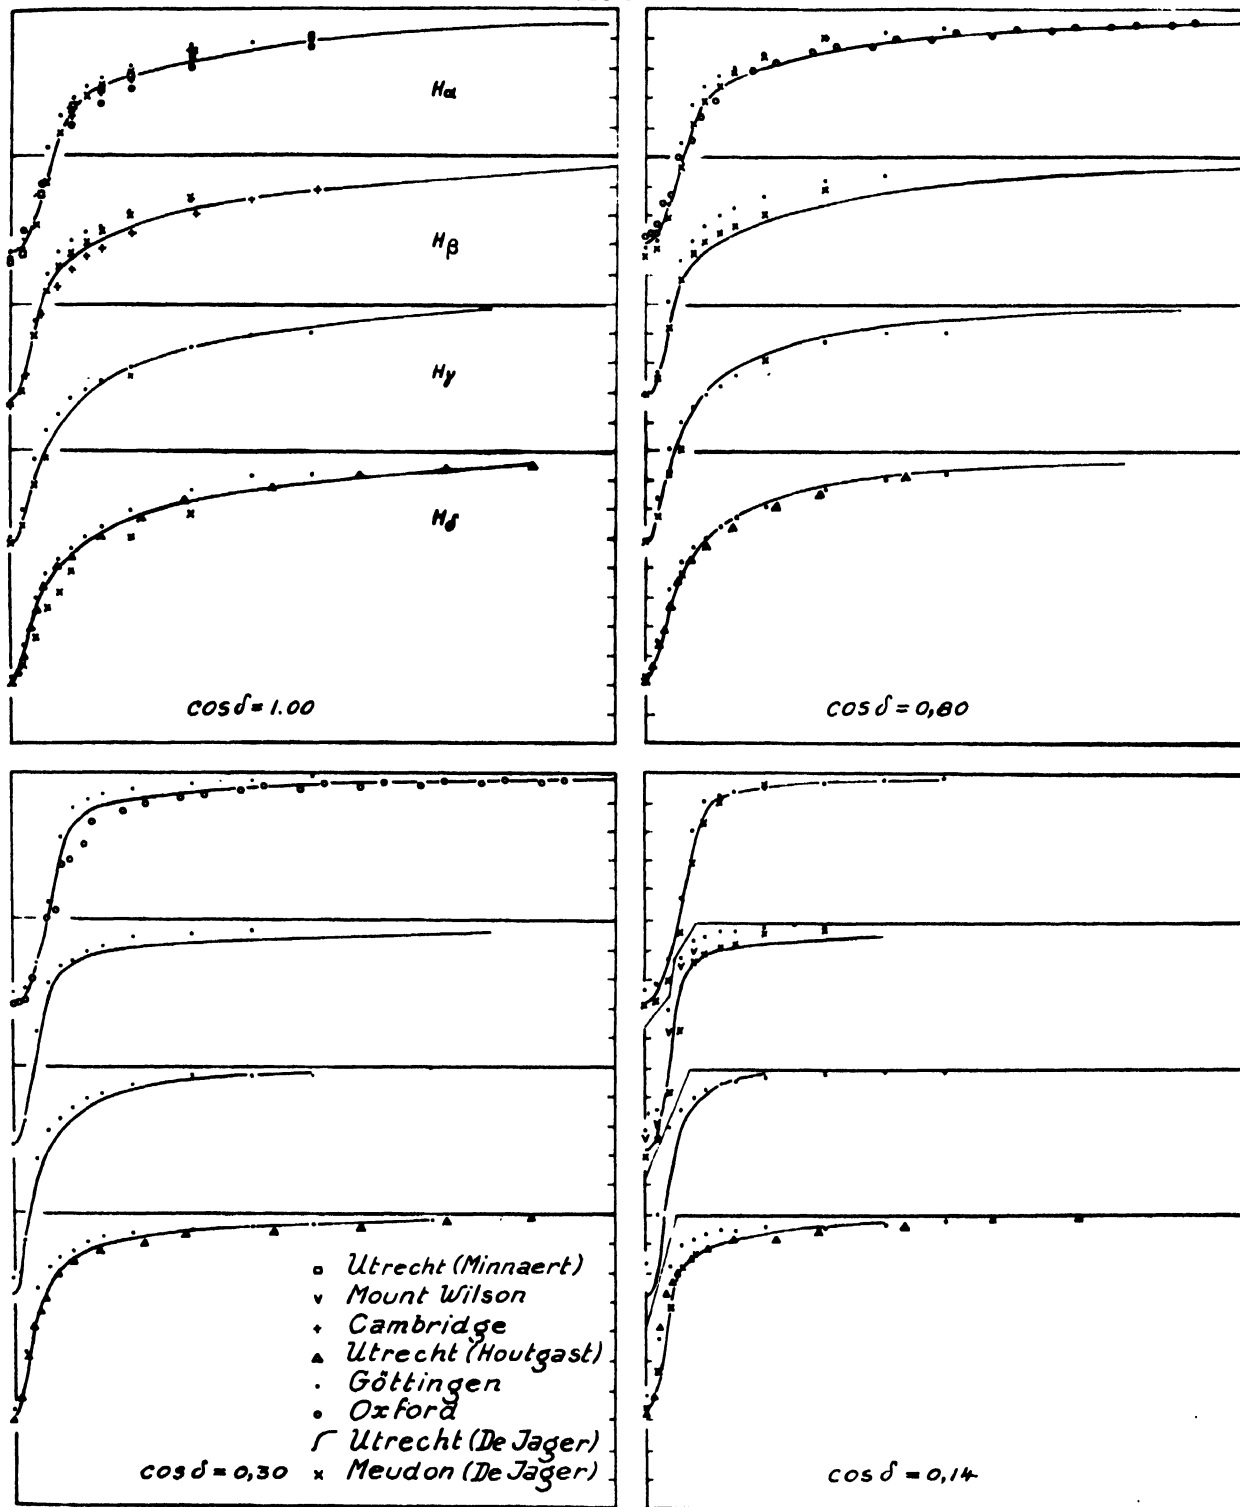 Hα
Hβ
Hγ
Hδ
cos δ = 1.00
cos δ = 0,80
Utrecht (Minnaert)
Mount Wilson
Cambridge
Utrecht (Houtgast)
Göttingen
Oxford
Utrecht (De Jager)
cos δ = 0,30 x Meudon (De Jager)
cos δ = 0,14